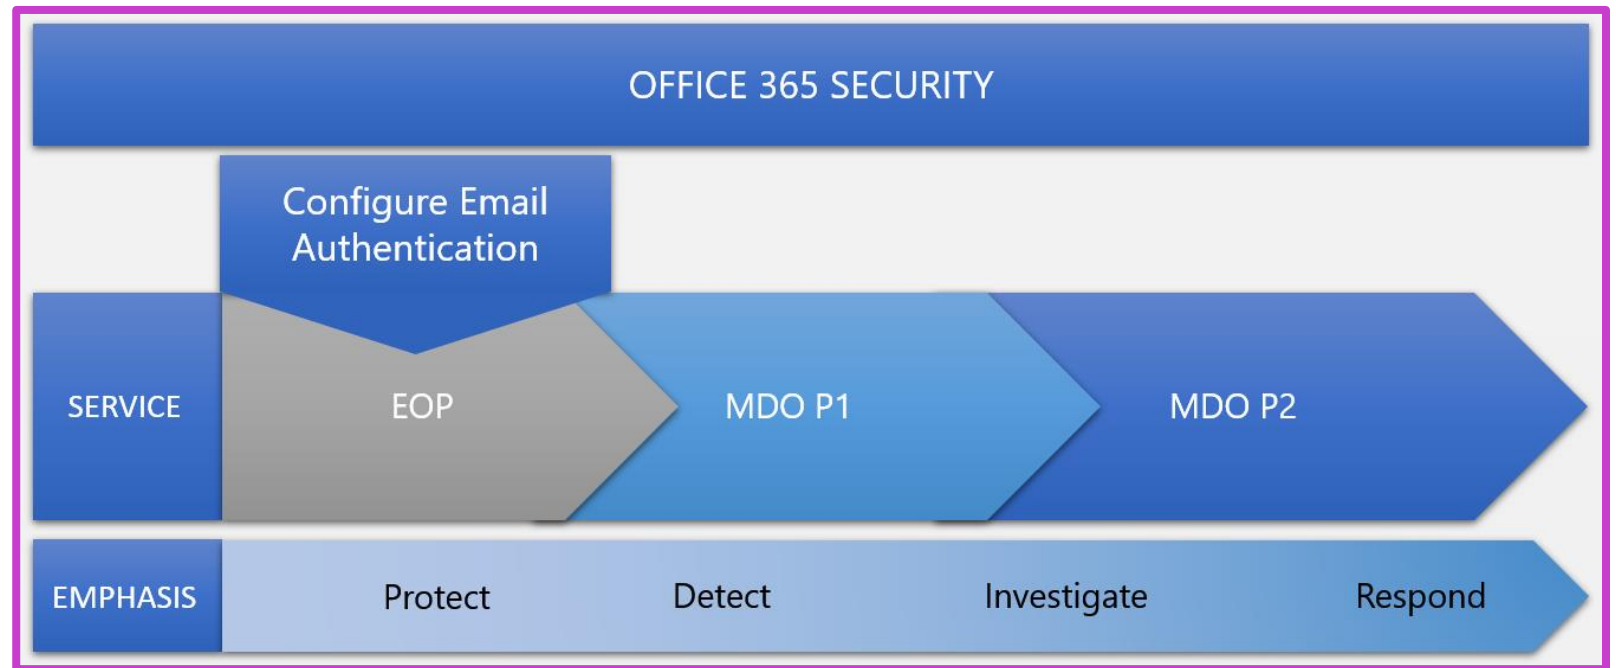 OFFICE 365 SECURITY
Configure Email
Authentication
SERVICE
EOP
MDO P1
MDO P2
EMPHASIS
Protect
Detect
Investigate
Respond